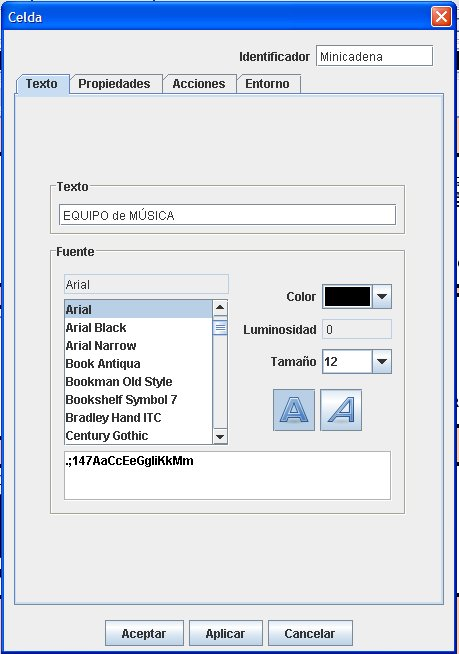 Celda
Identificador Minicadena
Texto Propiedades Acciones Entorno
Texto
EQUIPO de MÚSICA
Fuente
Arial
Arial
Arial Black
Arial Narrow
Book Antiqua
Bookman Old Style
Bookshelf Symbol 7
Bradley Hand ITC
Century Gothic
Color
Luminosidad 0
Tamaño 12
A A
.;147AaCcEeGgIiKkMm
Aceptar Aplicar Cancelar